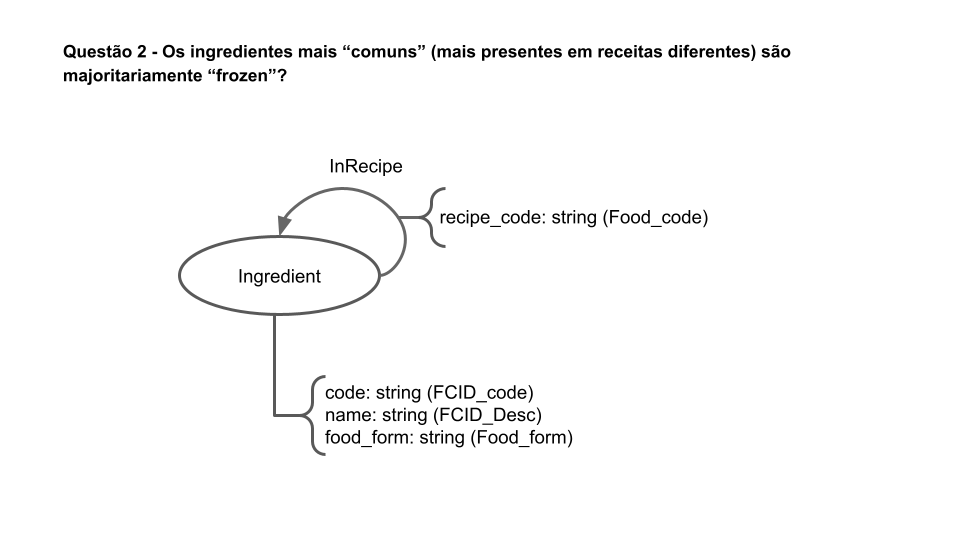 Questão 2 - Os ingredientes mais “comuns” (mais presentes em receitas diferentes) são
majoritariamente “frozen”?
InRecipe
recipe_code: string (Food_code)
Ingredient
code: string (FCID_code)
name: string (FCID_Desc)
food_form: string (Food_form)